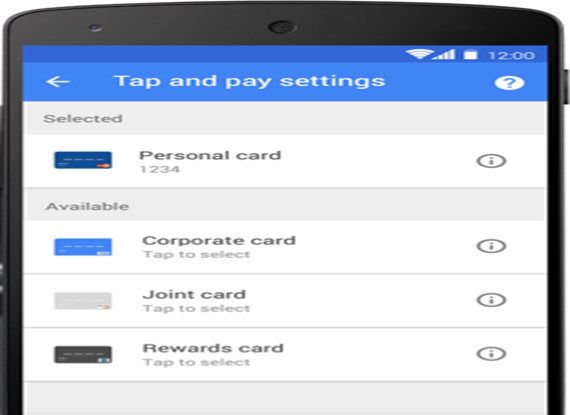 12:00
Tap and pay settings
Selected
Personal card
1234
Available
Corporate card
Tap to select
Joint card
Tap to select
Rewards card
Tap to select